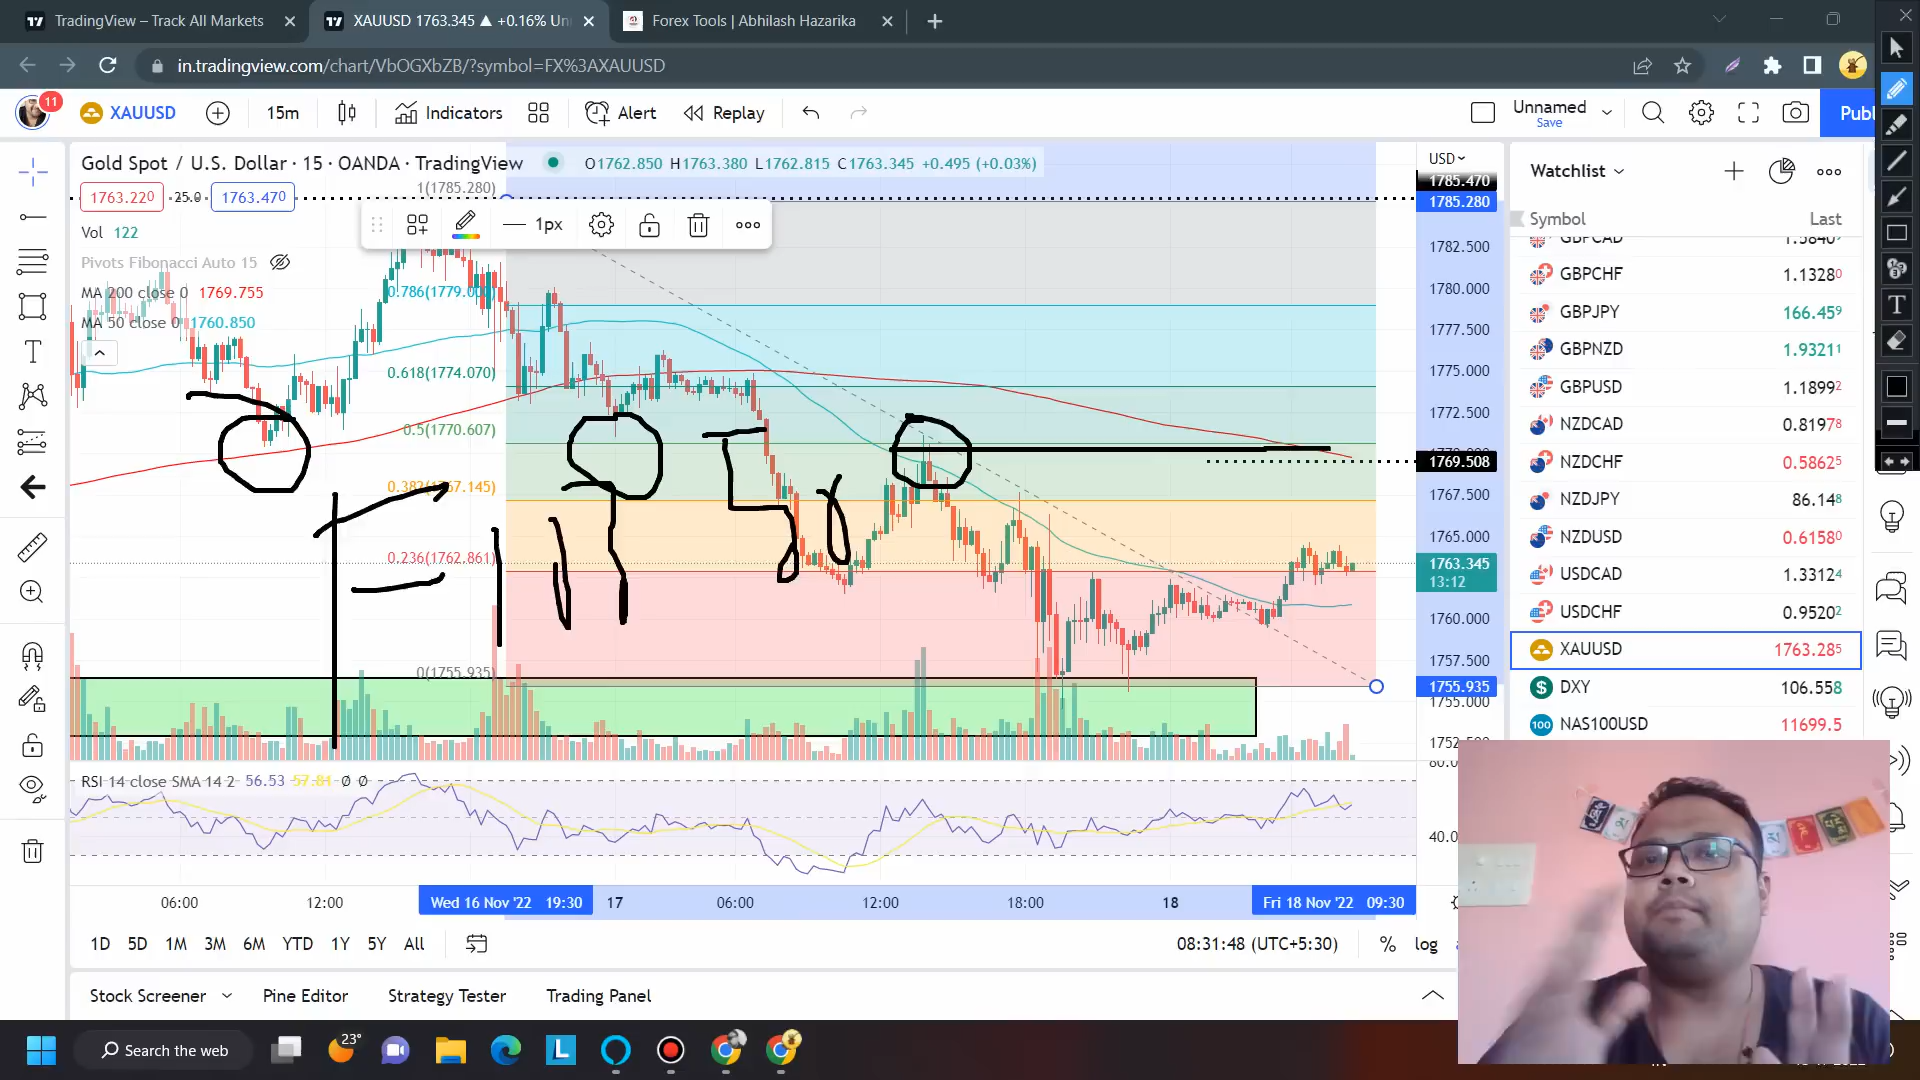 TradingView – Track All Markets
XAUUSD 1763.345 ▲ +0.16% Un
Forex Tools | Abhilash Hazarika
in.tradingview.com/chart/VbOGXbZB/?symbol=FX%3AXAUUSD
11
XAUUSD
15m
Indicators
Alert
Replay
Unnamed
Save
Publ
Gold Spot / U.S. Dollar · 15 · OANDA · TradingView
O1762.850 H1763.380 L1762.815 C1763.345 +0.495 (+0.03%)
1763.220
25.0
1763.470
1px
Vol 122
Pivots Fibonacci Auto 15
MA 200 close 0 1769.755
MA 50 close 0 1760.850
1(1785.280)
0.618(1774.070)
0.5(1770.607)
0.236(1762.861)
0(1755.935)
USD
1785.470
1785.280
1782.500
1780.000
1777.500
1775.000
1772.500
1769.508
1767.500
1765.000
1763.345
13:12
1760.000
1757.500
1755.935
1755.000
Watchlist
Symbol Last
GBPCAD
GBPCHF 1.13280
GBPJPY 166.459
GBPNZD 1.93211
GBPUSD 1.18992
NZDCAD 0.81978
NZDCHF 0.58625
NZDJPY 86.148
NZDUSD 0.61580
USDCAD 1.33124
USDCHF 0.95202
XAUUSD 1763.285
DXY 106.558
NAS100USD 11699.5
RSI 14 close SMA 14 2 56.53 57.81 Ø Ø
40.0
06:00
12:00
Wed 16 Nov '22 19:30
17
06:00
12:00
18:00
18
Fri 18 Nov '22 09:30
1D 5D 1M 3M 6M YTD 1Y 5Y All
08:31:48 (UTC+5:30)
% log
Stock Screener
Pine Editor
Strategy Tester
Trading Panel
Search the web
23°
L